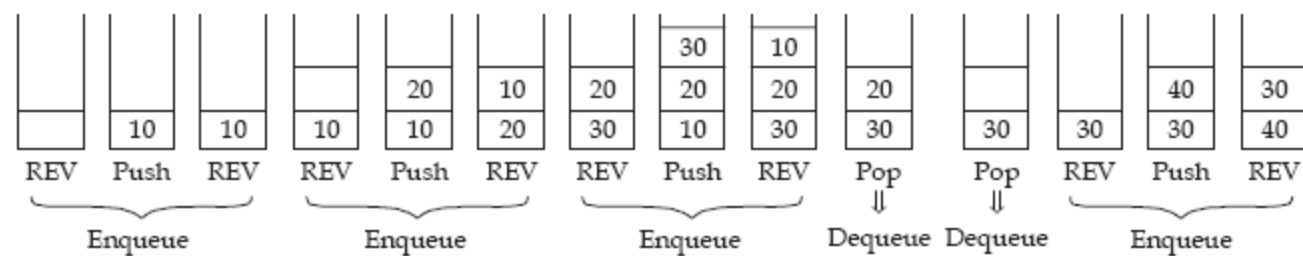 30 10
20 10 20 20 20 20 40 30
10 10 10 10 20 30 10 30 30 30 30 30 40
REV Push REV REV Push REV REV Push REV Pop Pop REV Push REV
Enqueue Enqueue Enqueue Dequeue Dequeue Enqueue